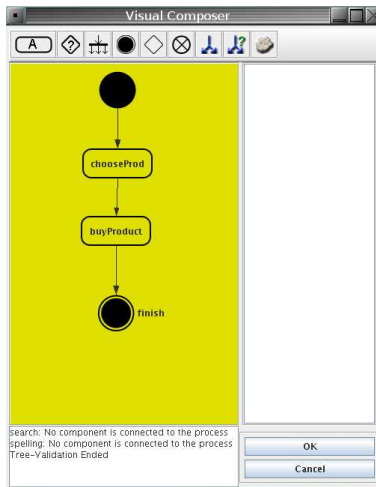 Visual Composer
A
?
?
chooseProd
buyProduct
finish
search: No component is connected to the process
spelling: No component is connected to the process
Tree-Validation Ended
OK
Cancel